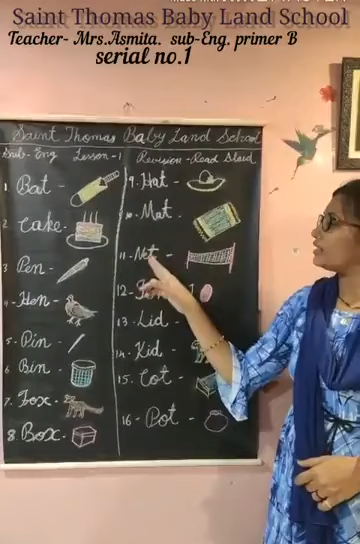 Saint Thomas Baby Land School
Teacher- Mrs.Asmita. sub-Eng. primer B
serial no.1
Saint Thomas Baby Land School
Sub- Eng Lesson-1 Revision-Read Aloud
1. Bat -
2. Cake-
3. Pen -
4. Hen -
5. Pin -
6. Bin -
7. Fox -
8. Box -
9. Hat -
10. Mat -
11. Net -
12.
13. Lid -
14. Kid -
15. Cot -
16. Pot -